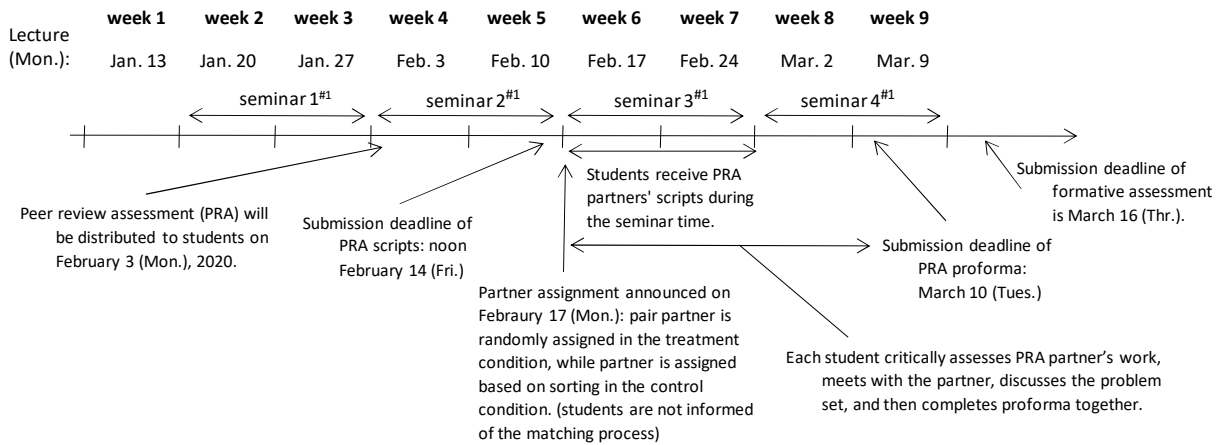 week 1 week 2 week 3 week 4 week 5 week 6 week 7 week 8 week 9
Lecture
(Mon.): Jan. 13 Jan. 20 Jan. 27 Feb. 3 Feb. 10 Feb. 17 Feb. 24 Mar. 2 Mar. 9
seminar 1#1 seminar 2#1 seminar 3#1 seminar 4#1
Peer review assessment (PRA) will
be distributed to students on
February 3 (Mon.), 2020.
Submission deadline of
PRA scripts: noon
February 14 (Fri.)
Students receive PRA
partners' scripts during
the seminar time.
Partner assignment announced on
Febraury 17 (Mon.): pair partner is
randomly assigned in the treatment
condition, while partner is assigned
based on sorting in the control
condition. (students are not informed
of the matching process)
Submission deadline of
PRA proforma:
March 10 (Tues.)
Submission deadline of
formative assessment
is March 16 (Thr.).
Each student critically assesses PRA partner’s work,
meets with the partner, discusses the problem
set, and then completes proforma together.